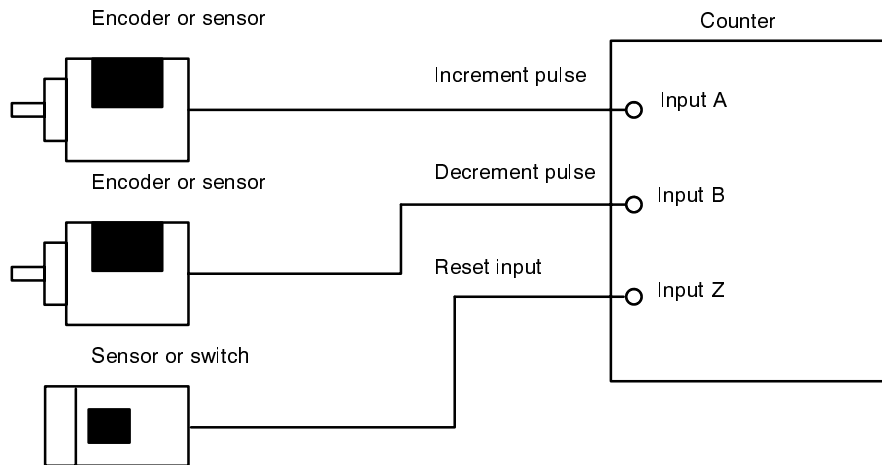 Encoder or sensor
Counter
Increment pulse
Input A
Encoder or sensor
Decrement pulse
Input B
Reset input
Input Z
Sensor or switch